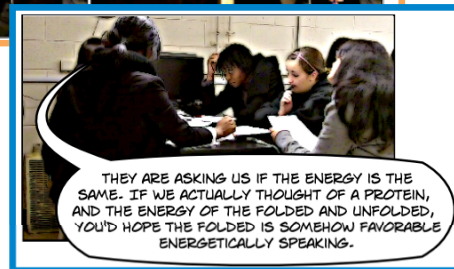 THEY ARE ASKING US IF THE ENERGY IS THE
SAME. IF WE ACTUALLY THOUGHT OF A PROTEIN,
AND THE ENERGY OF THE FOLDED AND UNFOLDED,
YOU'D HOPE THE FOLDED IS SOMEHOW FAVORABLE
ENERGETICALLY SPEAKING.